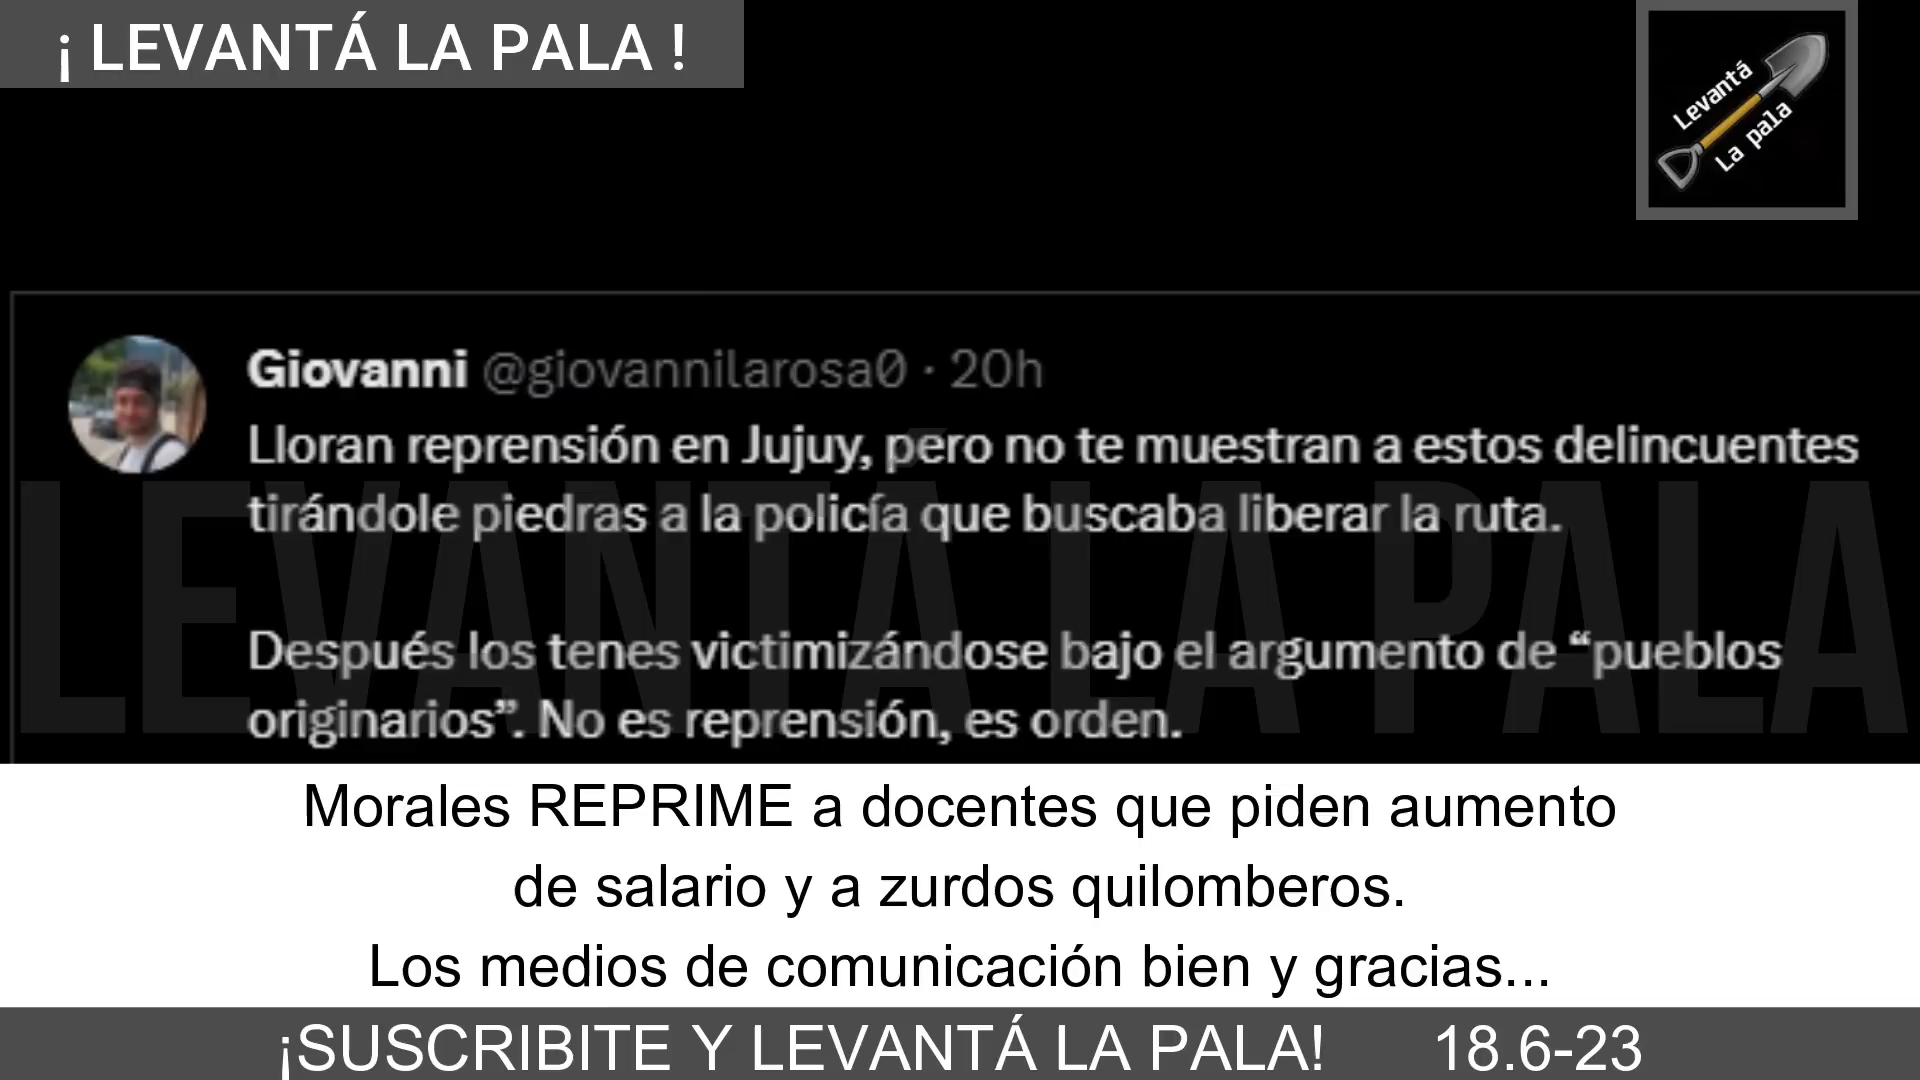 ¡ LEVANTÁ LA PALA !
Levantá
La pala
Giovanni @giovannilarosa0 · 20h
Lloran reprensión en Jujuy, pero no te muestran a estos delincuentes
tirándole piedras a la policía que buscaba liberar la ruta.
Después los tenes victimizándose bajo el argumento de “pueblos
originarios”. No es reprensión, es orden.
LEVANTÁ LA PALA
Morales REPRIME a docentes que piden aumento
de salario y a zurdos quilomberos.
Los medios de comunicación bien y gracias...
¡SUSCRIBITE Y LEVANTÁ LA PALA! 18.6-23